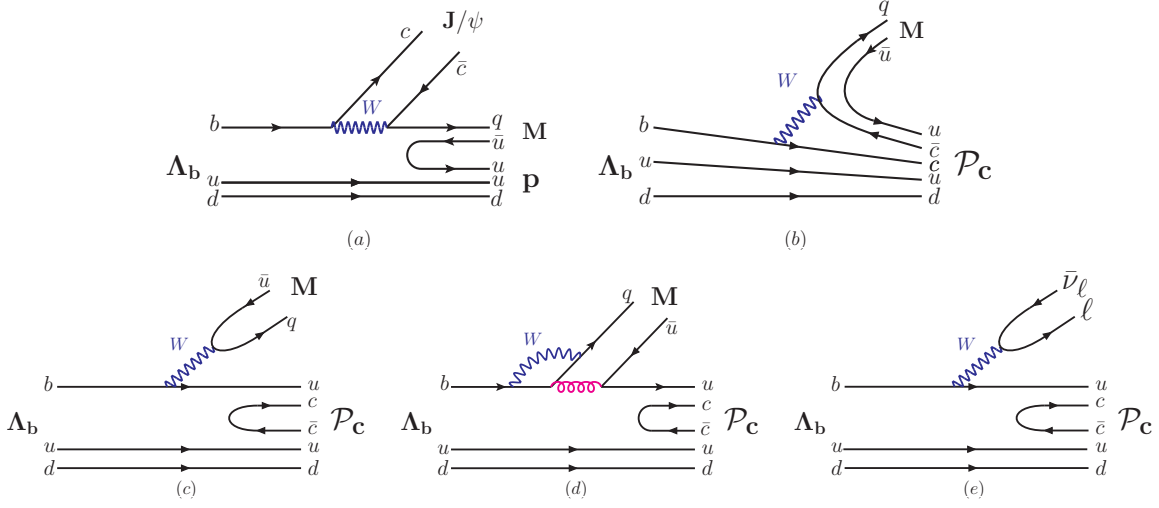 c J/ψ
c̄
W
b q M
ū
u
Λb u u p
d d
(a)
q
M
ū
W
b u
c̄
Λb u c Pc
u
d d
(b)
ū M
q
W
b u
c
Λb c̄ Pc
u u
d d
(c)
q M
ū
W
b u
c
Λb c̄ Pc
u u
d d
(d)
ν̄ℓ
ℓ
W
b u
c
Λb c̄ Pc
u u
d d
(e)